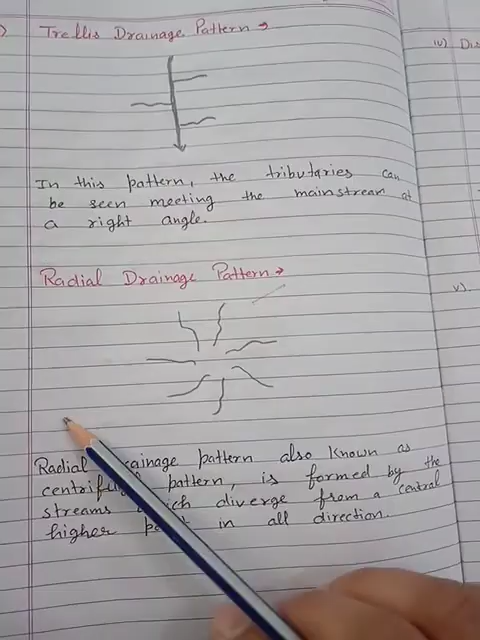 Trellis Drainage Pattern →
In this pattern, the tributaries can
be seen meeting the mainstream at
a right angle.
Radial Drainage Pattern →
Radial pattern also known as
pattern, is formed by the
streams diverge from a central
higher in all direction.
iv) Dis
v)